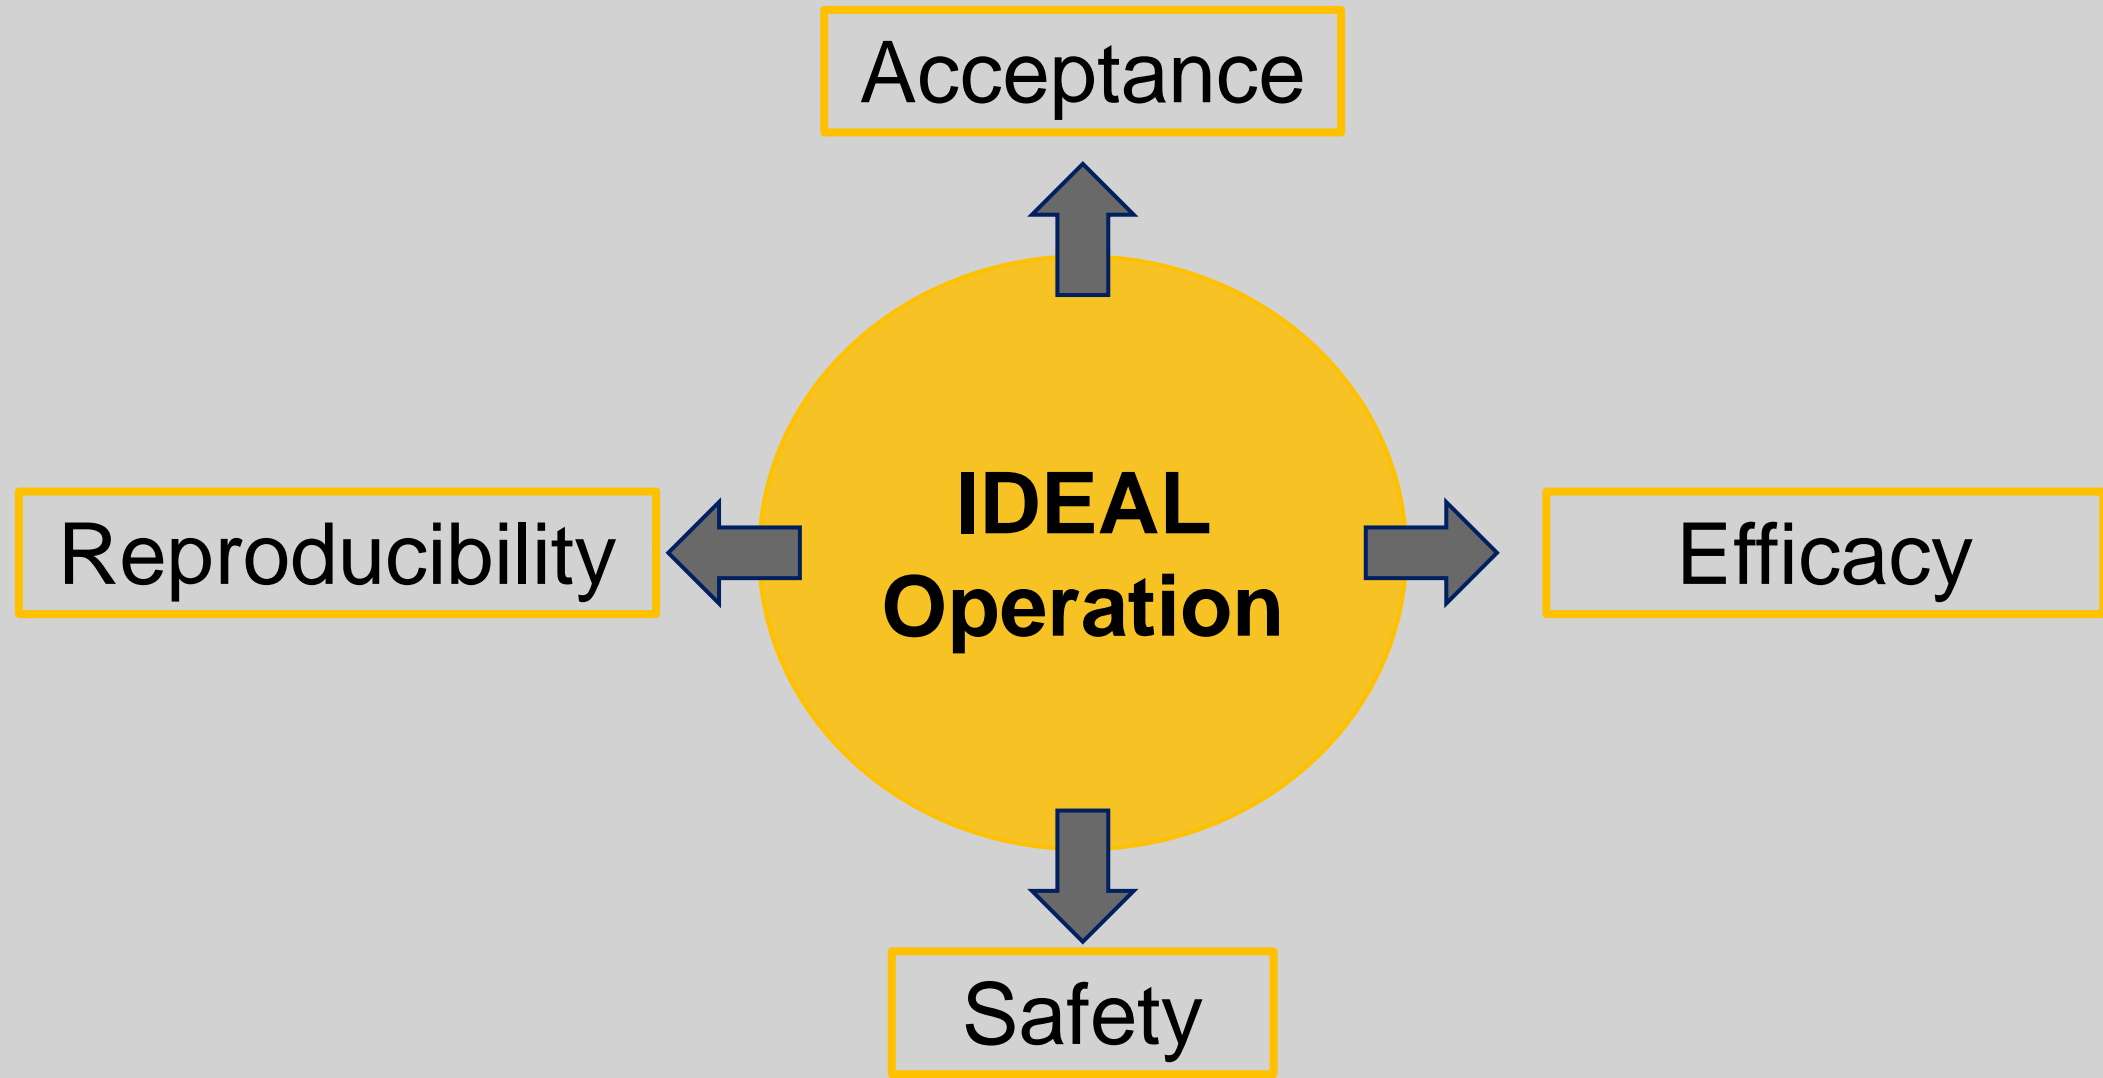 Acceptance
Reproducibility
IDEAL
Operation
Efficacy
Safety